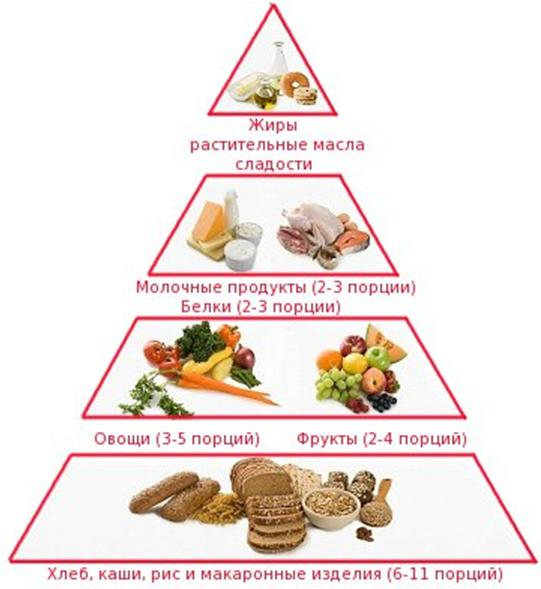 Жиры
растительные масла
сладости
Молочные продукты (2-3 порции)
Белки (2-3 порции)
Овощи (3-5 порций) Фрукты (2-4 порции)
Хлеб, каши, рис и макаронные изделия (6-11 порций)